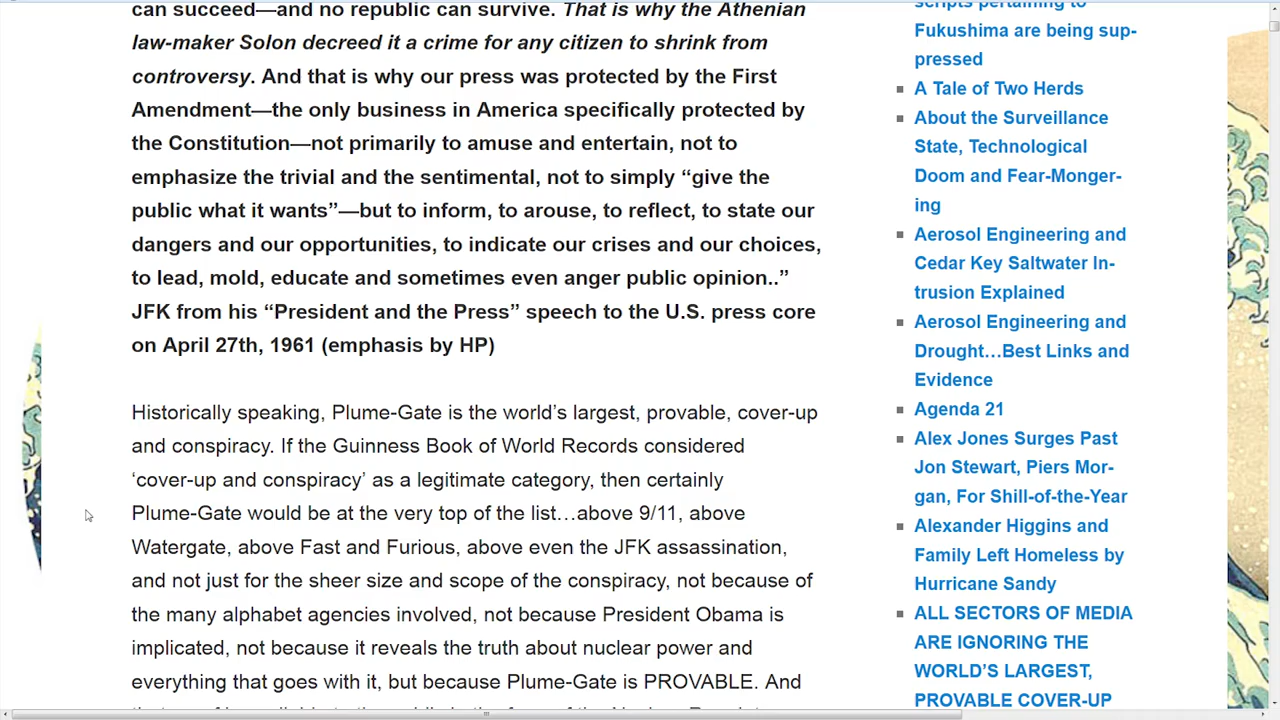 can succeed—and no republic can survive. That is why the Athenian
law-maker Solon decreed it a crime for any citizen to shrink from
controversy. And that is why our press was protected by the First
Amendment—the only business in America specifically protected by
the Constitution—not primarily to amuse and entertain, not to
emphasize the trivial and the sentimental, not to simply “give the
public what it wants”—but to inform, to arouse, to reflect, to state our
dangers and our opportunities, to indicate our crises and our choices,
to lead, mold, educate and sometimes even anger public opinion..”
JFK from his “President and the Press” speech to the U.S. press core
on April 27th, 1961 (emphasis by HP)
Historically speaking, Plume-Gate is the world’s largest, provable, cover-up
and conspiracy. If the Guinness Book of World Records considered
‘cover-up and conspiracy’ as a legitimate category, then certainly
Plume-Gate would be at the very top of the list…above 9/11, above
Watergate, above Fast and Furious, above even the JFK assassination,
and not just for the sheer size and scope of the conspiracy, not because of
the many alphabet agencies involved, not because President Obama is
implicated, not because it reveals the truth about nuclear power and
everything that goes with it, but because Plume-Gate is PROVABLE. And
scripts pertaining to
Fukushima are being sup-
pressed
A Tale of Two Herds
About the Surveillance
State, Technological
Doom and Fear-Monger-
ing
Aerosol Engineering and
Cedar Key Saltwater In-
trusion Explained
Aerosol Engineering and
Drought…Best Links and
Evidence
Agenda 21
Alex Jones Surges Past
Jon Stewart, Piers Mor-
gan, For Shill-of-the-Year
Alexander Higgins and
Family Left Homeless by
Hurricane Sandy
ALL SECTORS OF MEDIA
ARE IGNORING THE
WORLD’S LARGEST,
PROVABLE COVER-UP